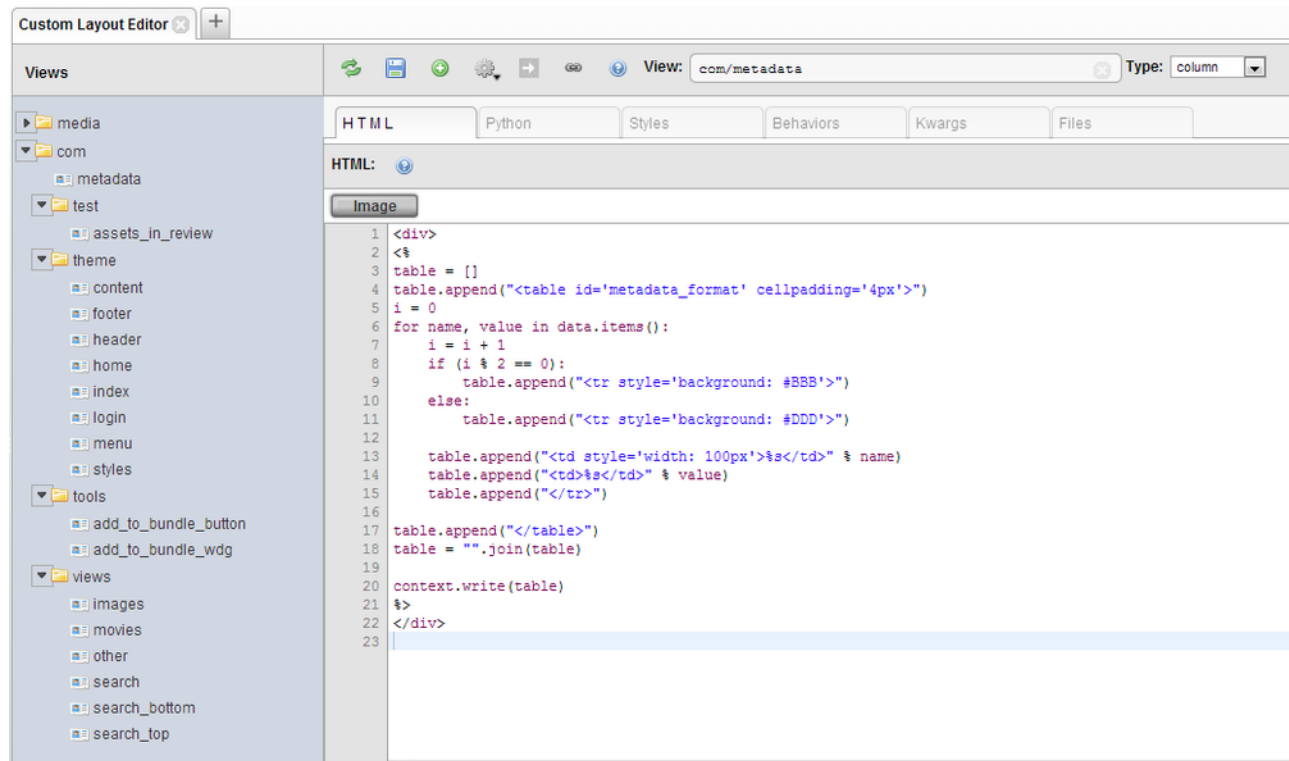 Custom Layout Editor +
Views
View: com/metadata Type: column
media
com
metadata
test
assets_in_review
theme
content
footer
header
home
index
login
menu
styles
tools
add_to_bundle_button
add_to_bundle_wdg
views
images
movies
other
search
search_bottom
search_top
HTML Python Styles Behaviors Kwargs Files
HTML:
Image
1 <div>
2 <%
3 table = []
4 table.append("<table id='metadata_format' cellpadding='4px'>")
5 i = 0
6 for name, value in data.items():
7     i = i + 1
8     if (i % 2 == 0):
9         table.append("<tr style='background: #BBB'>")
10     else:
11         table.append("<tr style='background: #DDD'>")
12
13     table.append("<td style='width: 100px'>%s</td>" % name)
14     table.append("<td>%s</td>" % value)
15     table.append("</tr>")
16
17 table.append("</table>")
18 table = "".join(table)
19
20 context.write(table)
21 %>
22 </div>
23